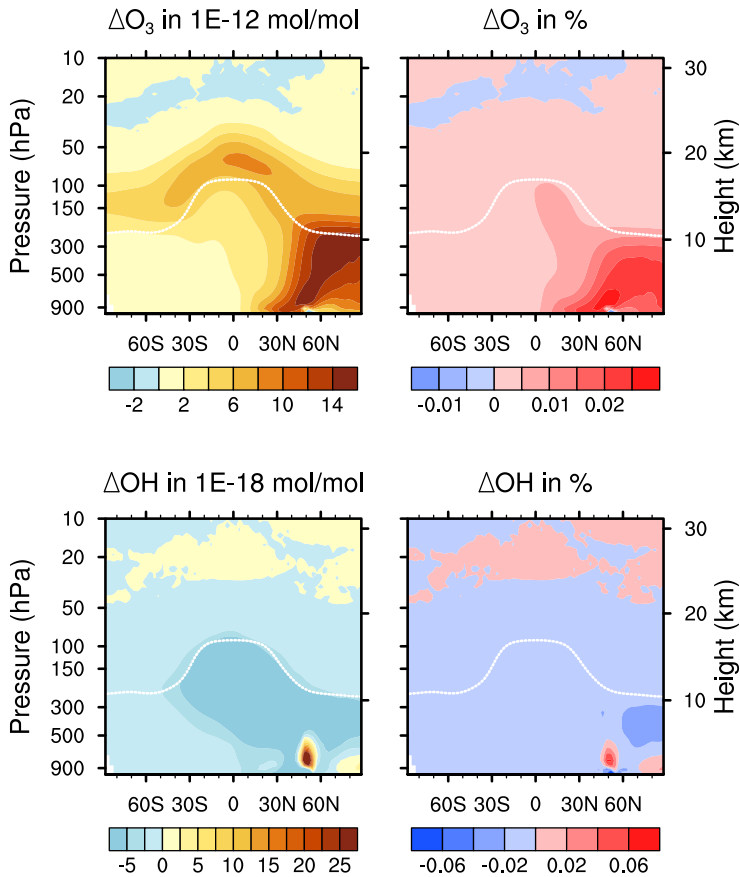 ΔO₃ in 1E-12 mol/mol
ΔO₃ in %
Pressure (hPa)
10
20
50
100
150
300
500
900
60S 30S 0 30N 60N
-2 2 6 10 14
30
20
10
Height (km)
60S 30S 0 30N 60N
-0.01 0 0.01 0.02
ΔOH in 1E-18 mol/mol
ΔOH in %
Pressure (hPa)
10
20
50
100
150
300
500
900
60S 30S 0 30N 60N
-5 0 5 10 15 20 25
30
20
10
Height (km)
60S 30S 0 30N 60N
-0.06 -0.02 0.02 0.06